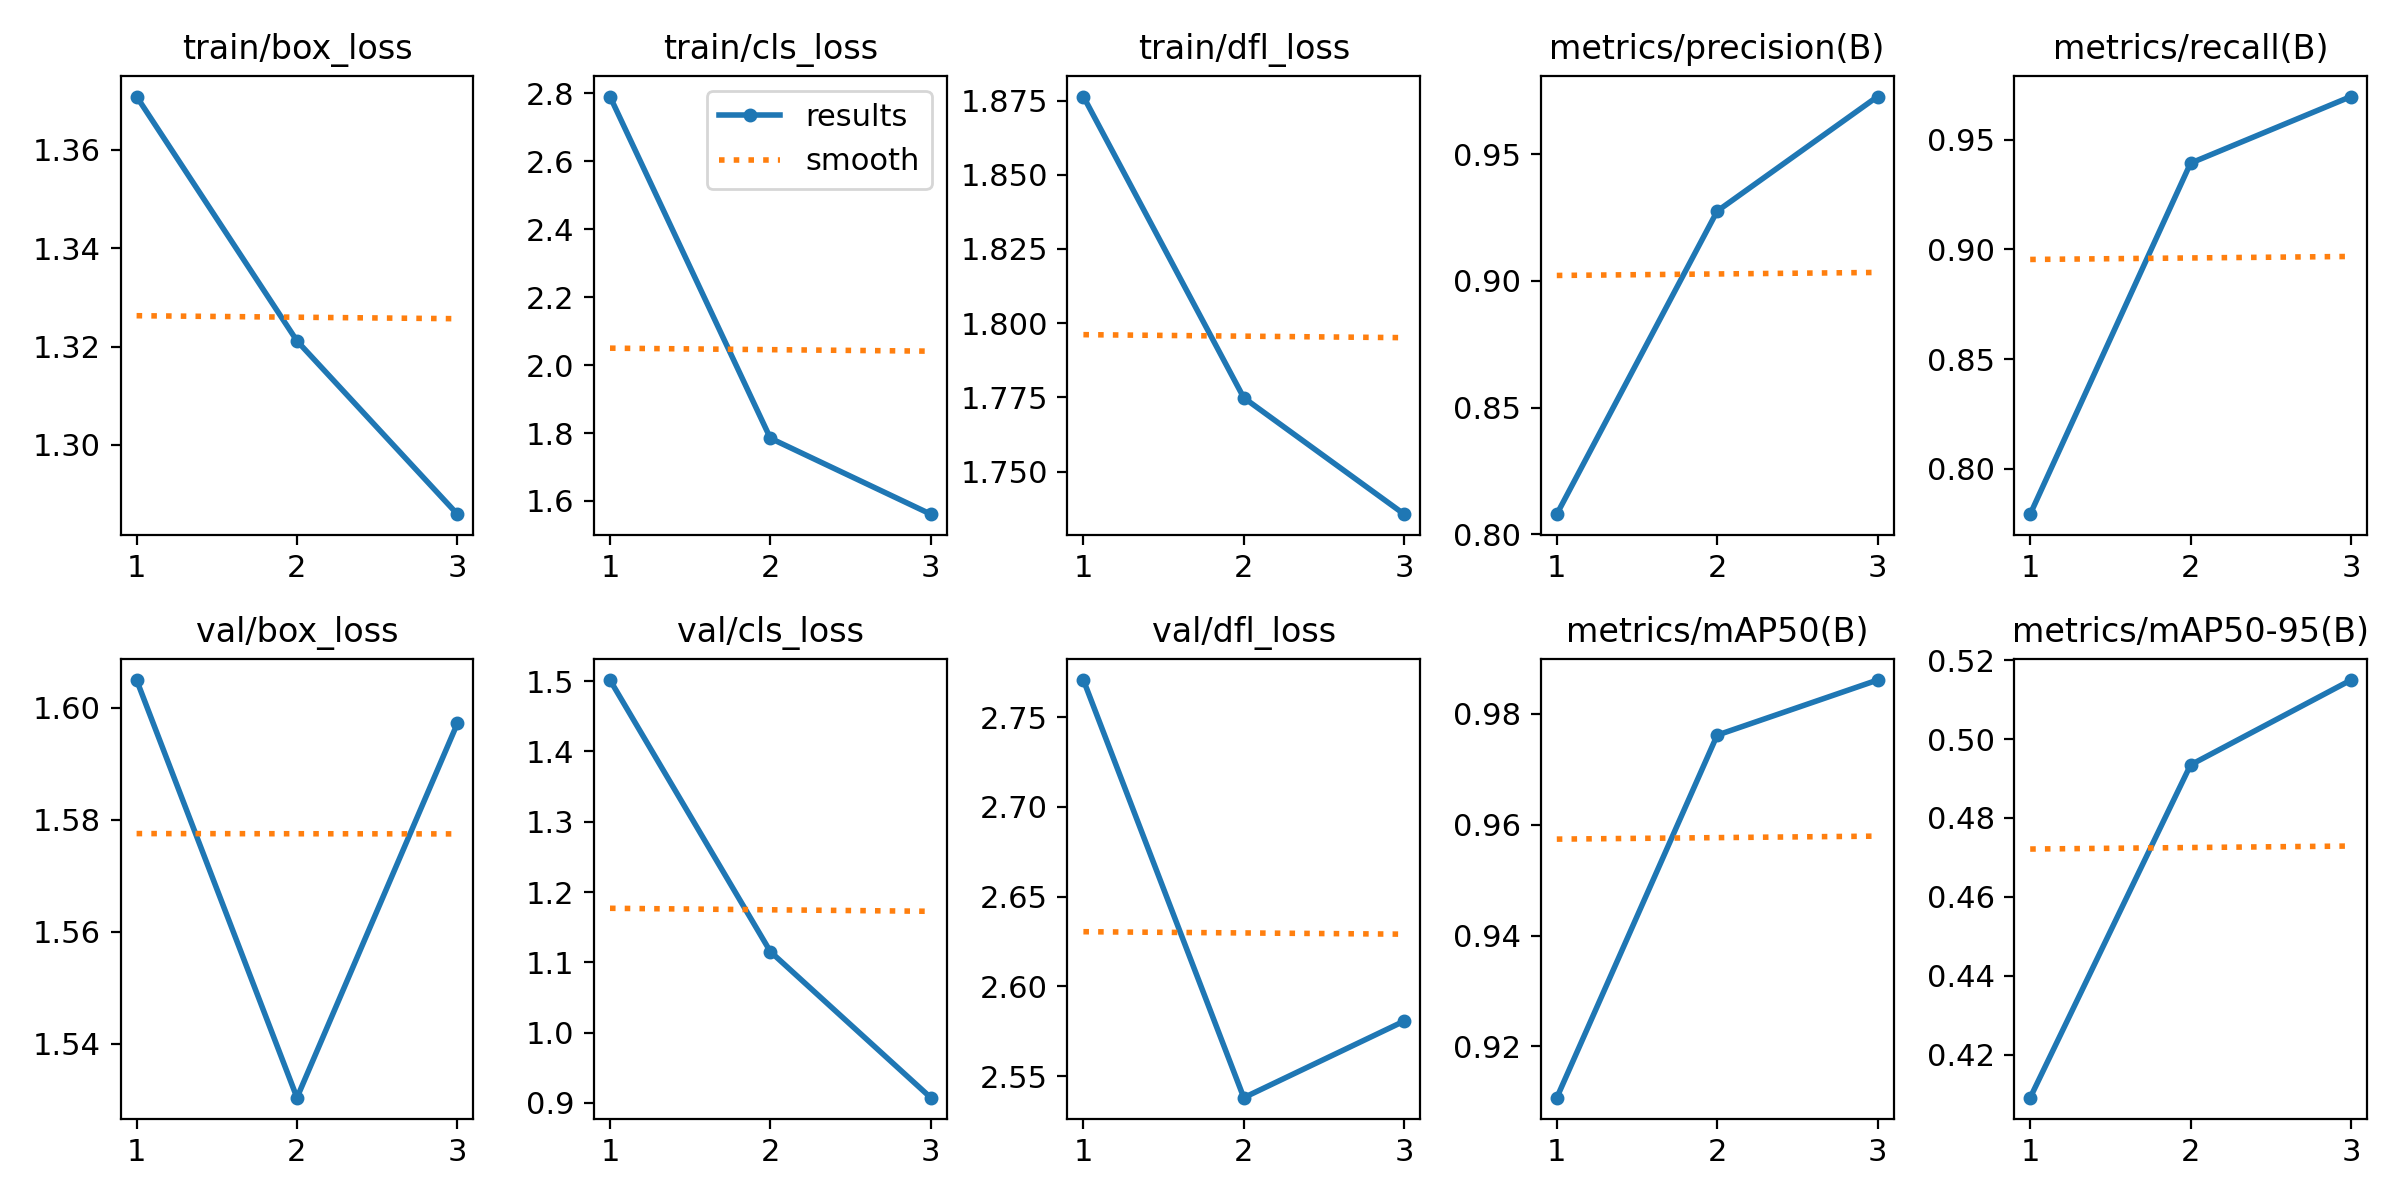 train/box_loss
1.36
1.34
1.32
1.30
1 2 3
train/cls_loss
2.8
2.6
2.4
2.2
2.0
1.8
1.6
results
smooth
1 2 3
train/dfl_loss
1.875
1.850
1.825
1.800
1.775
1.750
1 2 3
metrics/precision(B)
0.95
0.90
0.85
0.80
1 2 3
metrics/recall(B)
0.95
0.90
0.85
0.80
1 2 3
val/box_loss
1.60
1.58
1.56
1.54
1 2 3
val/cls_loss
1.5
1.4
1.3
1.2
1.1
1.0
0.9
1 2 3
val/dfl_loss
2.75
2.70
2.65
2.60
2.55
1 2 3
metrics/mAP50(B)
0.98
0.96
0.94
0.92
1 2 3
metrics/mAP50-95(B)
0.52
0.50
0.48
0.46
0.44
0.42
1 2 3